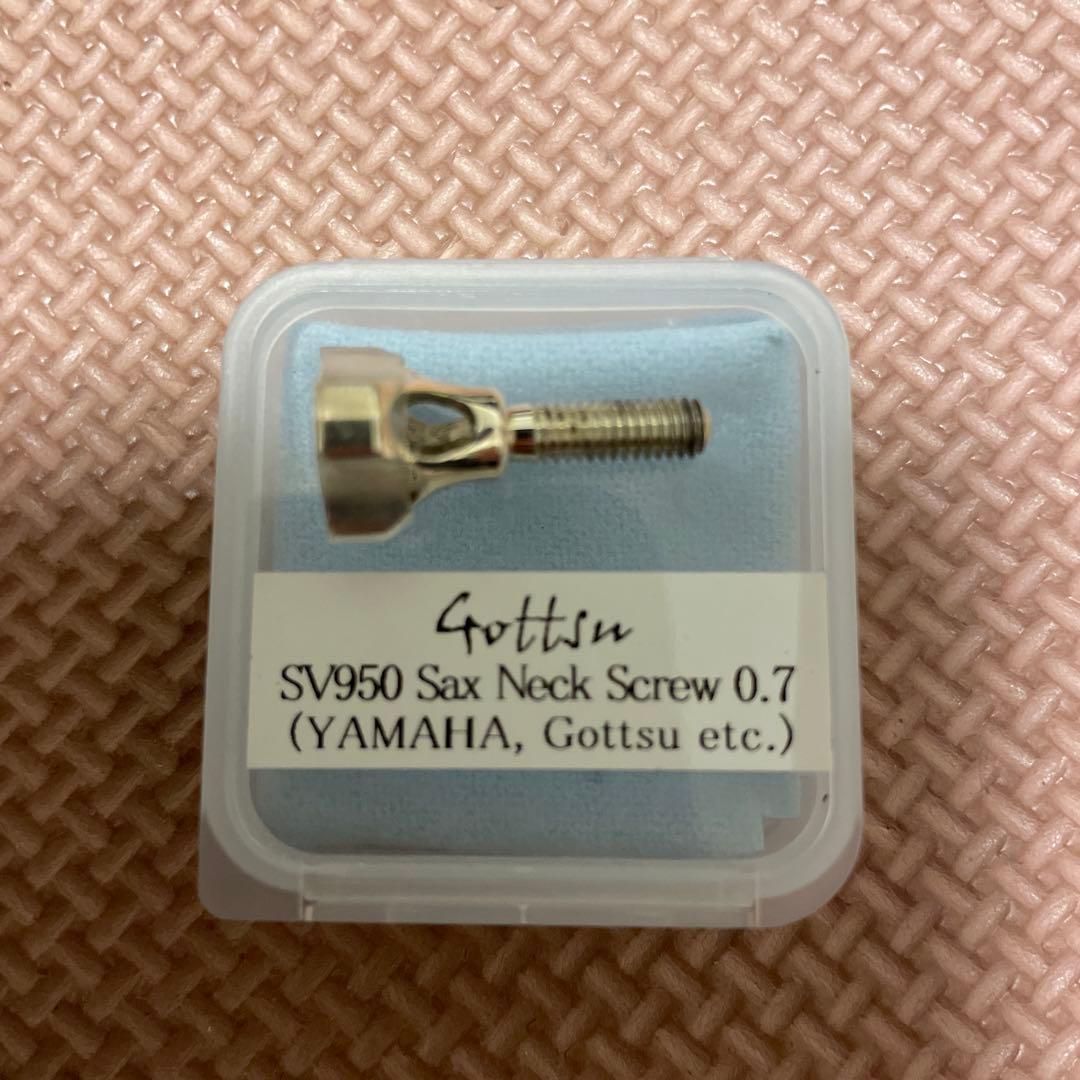 Gottsu
SV950 Sax Neck Screw 0.7
(YAMAHA, Gottsu etc.)